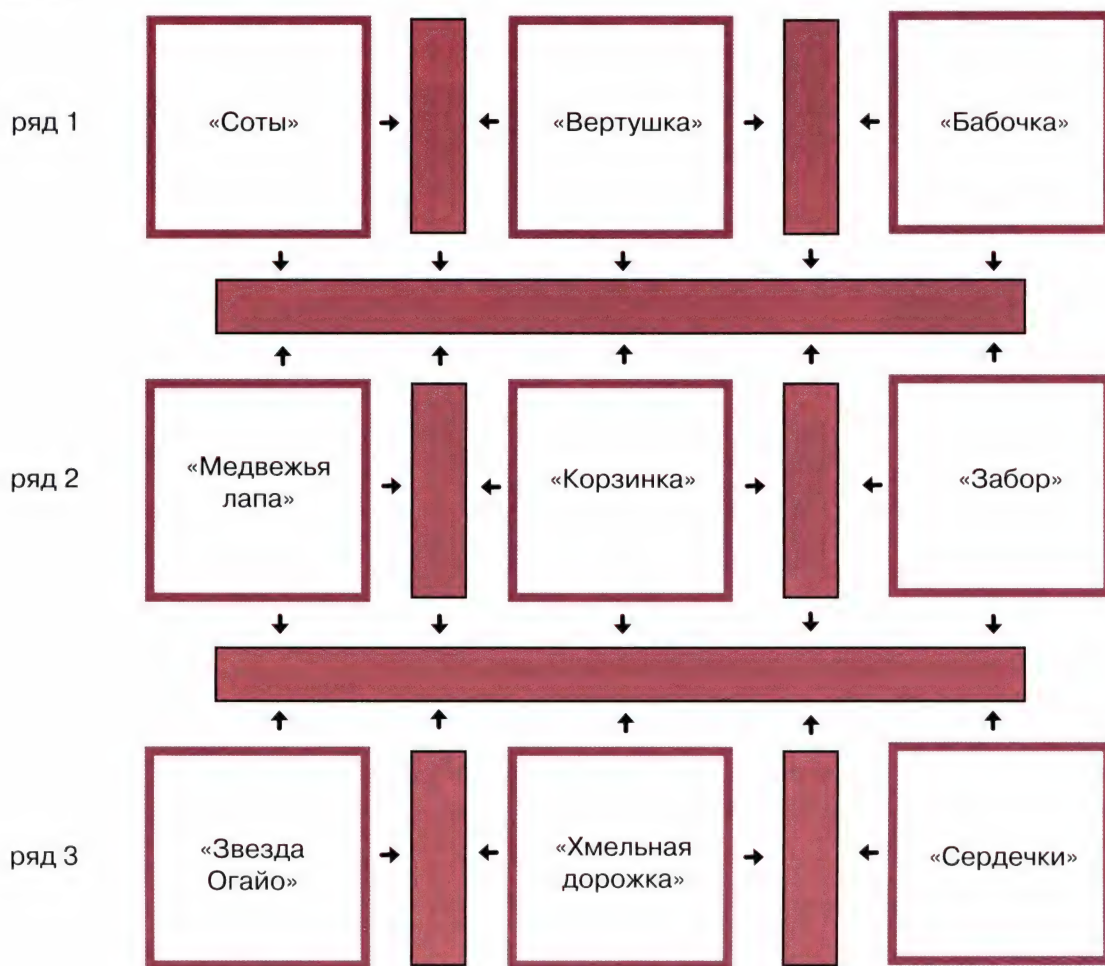 ряд 1
«Соты»
«Вертушка»
«Бабочка»
ряд 2
«Медвежья
лапа»
«Корзинка»
«Забор»
ряд 3
«Звезда
Огайо»
«Хмельная
дорожка»
«Сердечки»